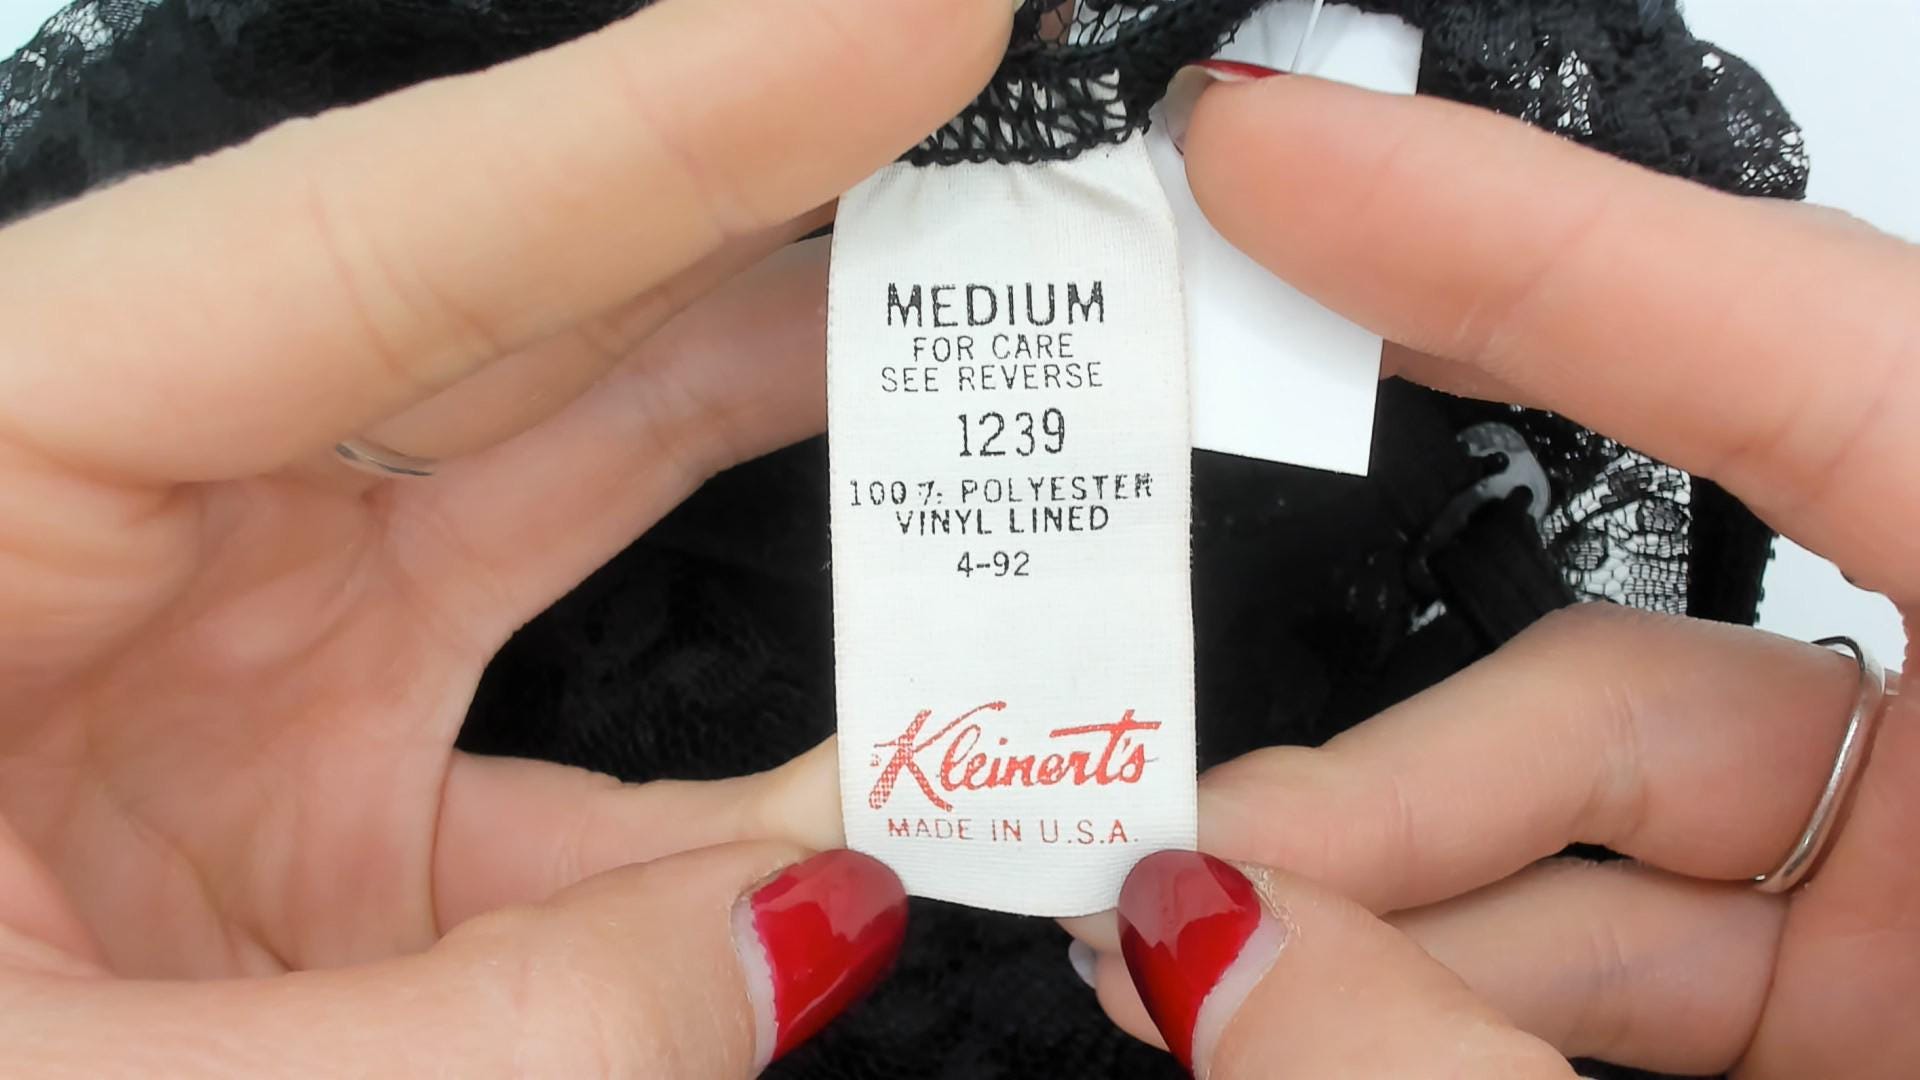 MEDIUM
FOR CARE
SEE REVERSE
1239
100% POLYESTER
VINYL LINED
4-92
Kleinert's
MADE IN U.S.A.